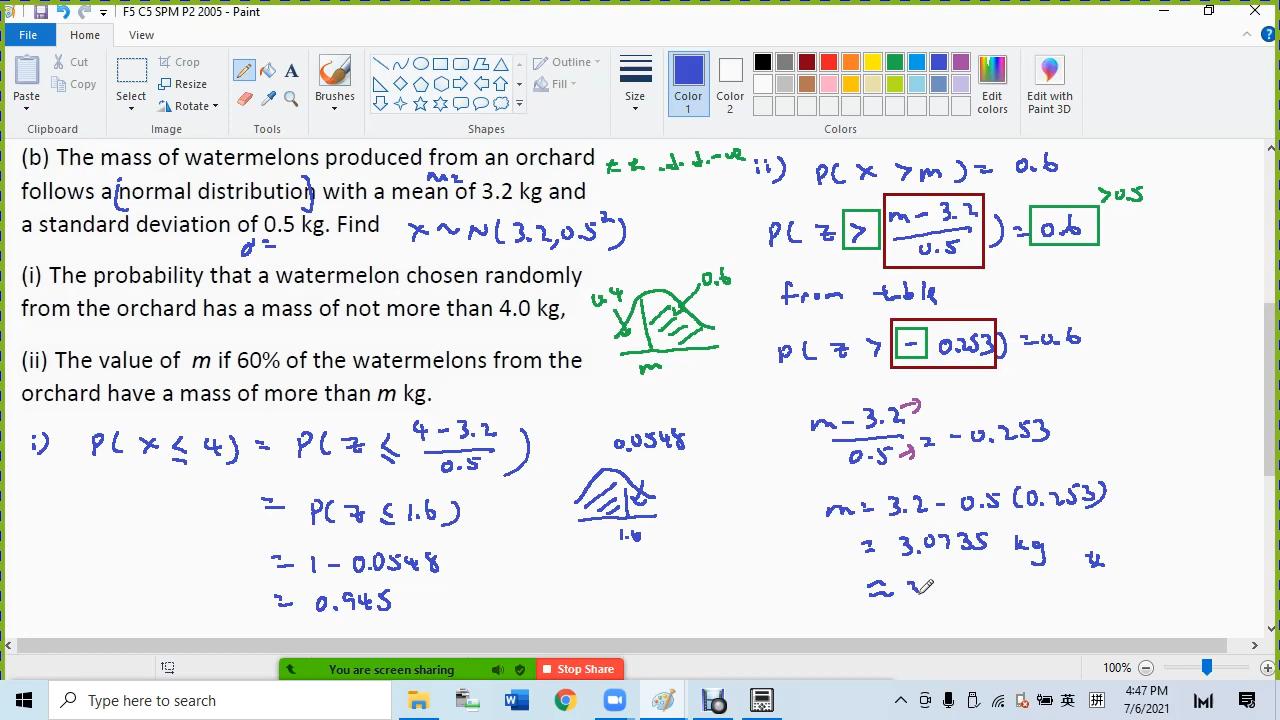 F5 C5 SPM P2 2005 - Paint
File Home View
Paste Cut Copy Clipboard
Select Crop Resize Rotate Image
Tools
Brushes
Shapes Outline Fill
Size
Color 1 Color 2 Edit colors Colors
Edit with Paint 3D
(b) The mass of watermelons produced from an orchard
follows a (normal distribution) with a mean of 3.2 kg and
a standard deviation of 0.5 kg. Find
σ =
X ~ N(3.2, 0.5²)
(i) The probability that a watermelon chosen randomly
from the orchard has a mass of not more than 4.0 kg,
(ii) The value of m if 60% of the watermelons from the
orchard have a mass of more than m kg.
i) P(X ≤ 4) = P(Z ≤ (4 - 3.2)/0.5)
= P(Z ≤ 1.6)
= 1 - 0.0548
= 0.945
0.0548
1.6
0.4 0.6
m
ii) P(X > m) = 0.6
P(Z > (m - 3.2)/0.5) = 0.6
> 0.5
from table
P(Z > -0.253) = 0.6
(m - 3.2)/0.5 = -0.253
m = 3.2 - 0.5(0.253)
= 3.0735 kg
≈
100%
You are screen sharing Stop Share
Type here to search
英 拼
4:47 PM
7/6/2021